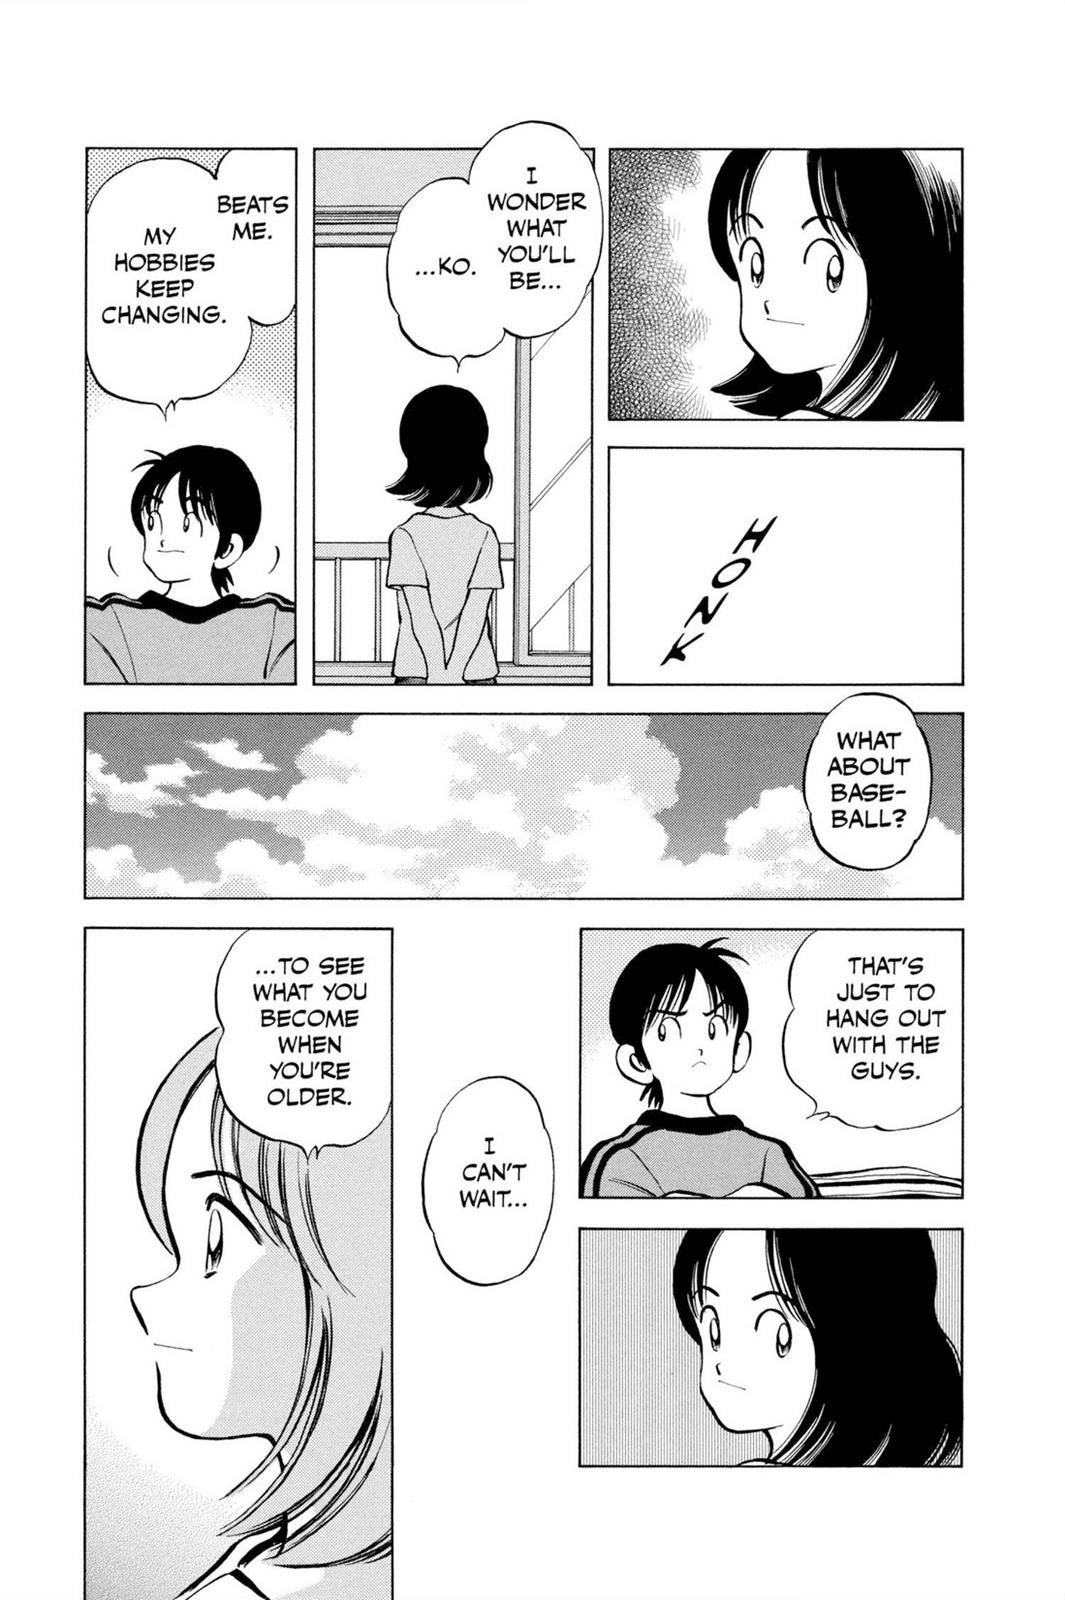 HONK
I
WONDER
WHAT
YOU'LL
BE...
...KO.
BEATS
ME.
MY
HOBBIES
KEEP
CHANGING.
WHAT
ABOUT
BASE-
BALL?
THAT'S
JUST TO
HANG OUT
WITH THE
GUYS.
I
CAN'T
WAIT...
...TO SEE
WHAT YOU
BECOME
WHEN
YOU'RE
OLDER.